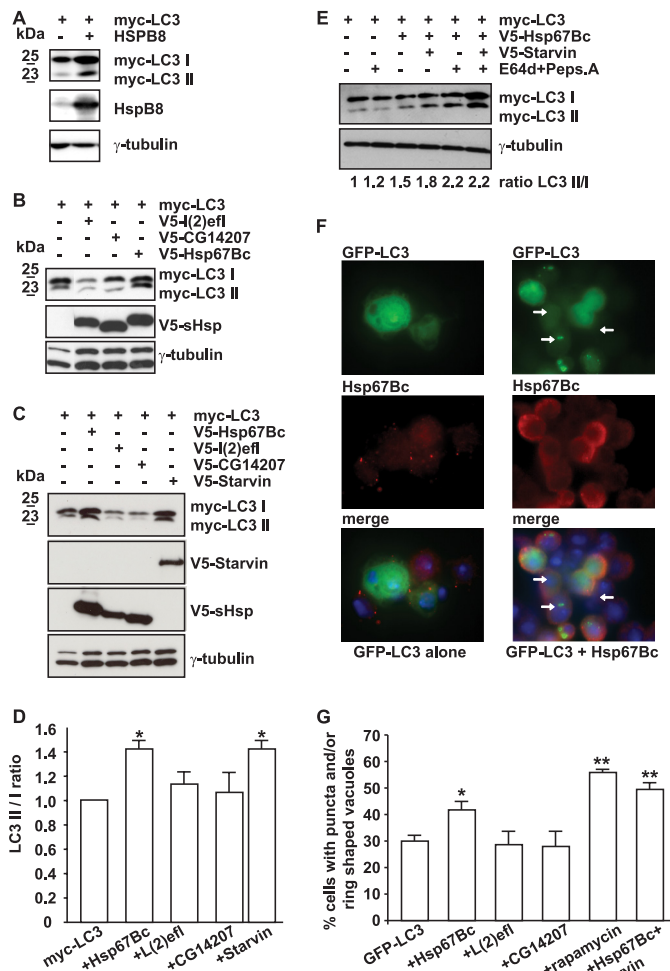 A
myc-LC3 + +
HSPB8 - +
kDa
25
23
myc-LC3 I
myc-LC3 II
HspB8
γ-tubulin
B
+ + + + myc-LC3
- + - - V5-l(2)efl
- - + - V5-CG14207
- - - + V5-Hsp67Bc
kDa
25
23
myc-LC3 I
myc-LC3 II
V5-sHsp
γ-tubulin
C
+ + + + + myc-LC3
- + - - - V5-Hsp67Bc
- - + - - V5-l(2)efl
- - - + - V5-CG14207
- - - - + V5-Starvin
kDa
25
23
myc-LC3 I
myc-LC3 II
V5-Starvin
V5-sHsp
γ-tubulin
D
LC3 II / I ratio
1.6
1.4
1.2
1.0
0.8
0.6
0.4
0.2
0
* *
myc-LC3
+Hsp67Bc
+L(2)efl
+CG14207
+Starvin
E
+ + + + + + myc-LC3
- - + + + + V5-Hsp67Bc
- - - + - + V5-Starvin
- + - - + + E64d+Peps.A
myc-LC3 I
myc-LC3 II
γ-tubulin
1 1.2 1.5 1.8 2.2 2.2 ratio LC3 II/I
F
GFP-LC3 GFP-LC3
Hsp67Bc Hsp67Bc
merge merge
GFP-LC3 alone GFP-LC3 + Hsp67Bc
G
% cells with puncta and/or
ring shaped vacuoles
70
60
50
40
30
20
10
0
* ** **
GFP-LC3
+Hsp67Bc
+L(2)efl
+CG14207
+rapamycin
+Hsp67Bc+